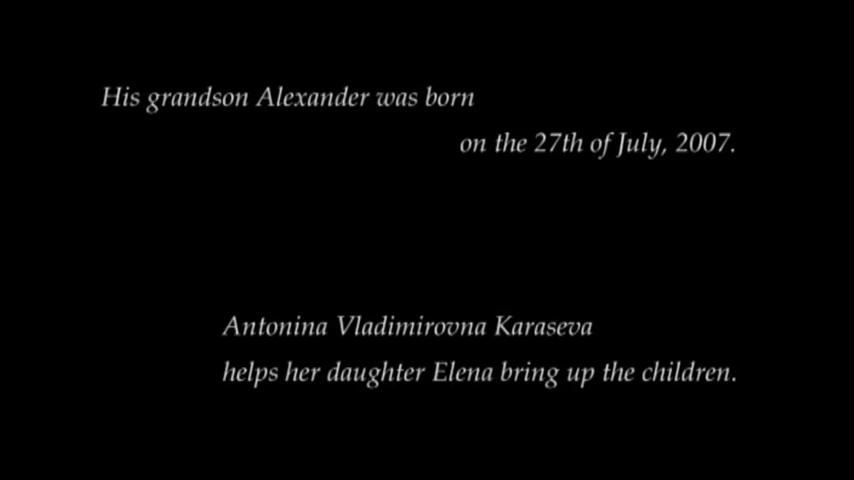 His grandson Alexander was born
on the 27th of July, 2007.
Antonina Vladimirovna Karaseva
helps her daughter Elena bring up the children.